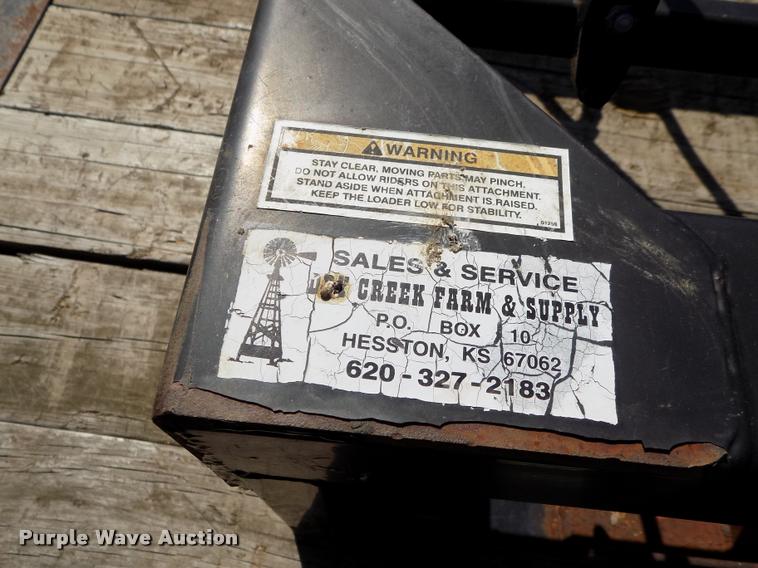 WARNING
STAY CLEAR, MOVING PARTS MAY PINCH.
DO NOT ALLOW RIDERS ON THIS ATTACHMENT.
STAND ASIDE WHEN ATTACHMENT IS RAISED.
KEEP THE LOADER LOW FOR STABILITY.
SALES & SERVICE
CREEK FARM & SUPPLY
P.O. BOX 10
HESSTON, KS 67062
620-327-2183
Purple Wave Auction